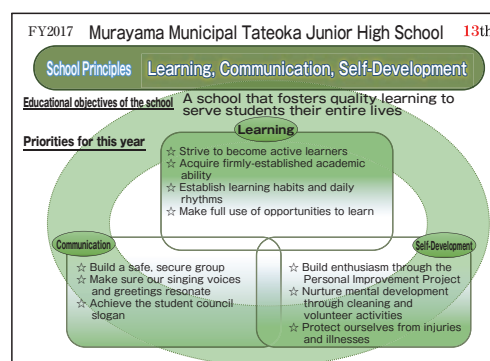 FY2017 Murayama Municipal Tateoka Junior High School 13th
School Principles Learning, Communication, Self-Development
Educational objectives of the school A school that fosters quality learning to
serve students their entire lives
Priorities for this year
Learning
☆ Strive to become active learners
☆ Acquire firmly-established academic
ability
☆ Establish learning habits and daily
rhythms
☆ Make full use of opportunities to learn
Communication
☆ Build a safe, secure group
☆ Make sure our singing voices
and greetings resonate
☆ Achieve the student council
slogan
Self-Development
☆ Build enthusiasm through the
Personal Improvement Project
☆ Nurture mental development
through cleaning and
volunteer activities
☆ Protect ourselves from injuries
and illnesses